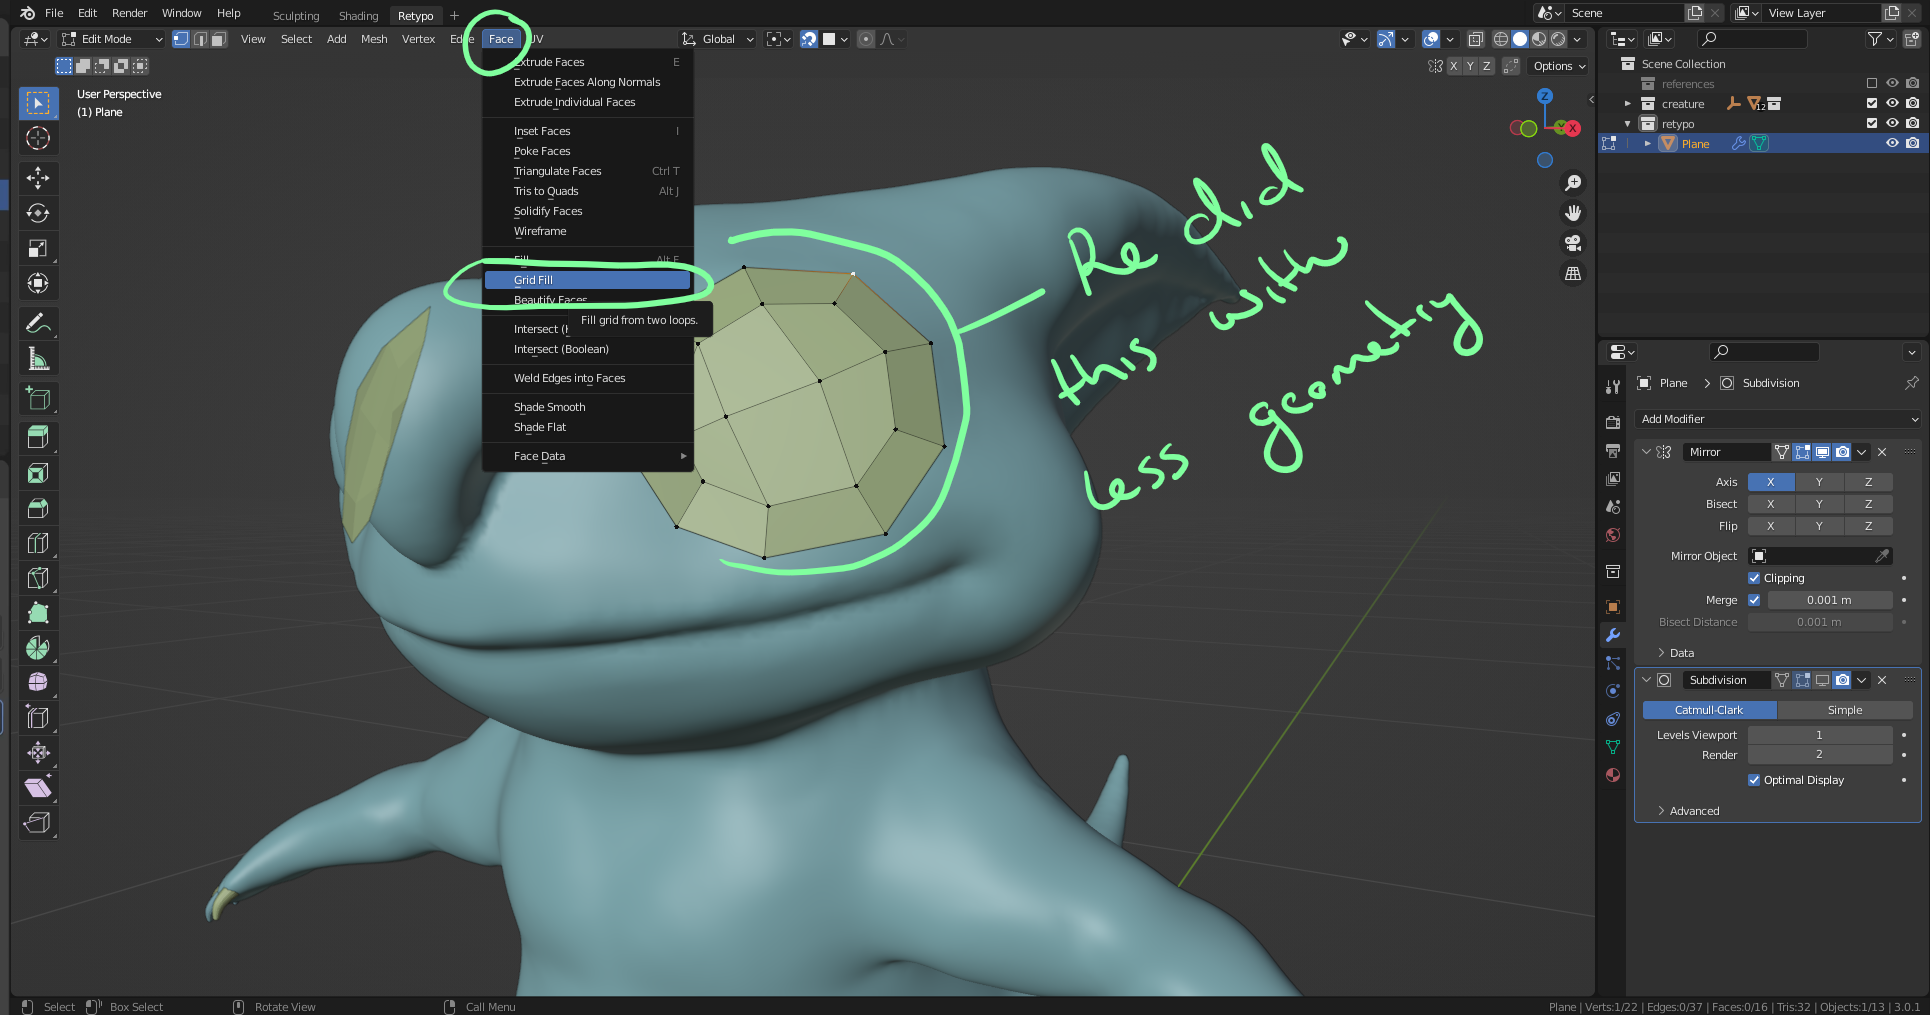 File Edit Render Window Help Sculpting Shading Retypo + Scene View Layer
Edit Mode View Select Add Mesh Vertex Face UV Global
Options
User Perspective
(1) Plane
Extrude Faces E
Extrude Faces Along Normals
Extrude Individual Faces
Inset Faces I
Poke Faces
Triangulate Faces Ctrl T
Tris to Quads Alt J
Solidify Faces
Wireframe
Fill Alt F
Grid Fill
Beautify Faces
Fill grid from two loops.
Intersect (
Intersect (Boolean)
Weld Edges into Faces
Shade Smooth
Shade Flat
Face Data
Re did
this with
less geometry
X Y Z
Z
Y X
Scene Collection
references
creature 12
retypo
Plane
Plane > Subdivision
Add Modifier
Mirror
Axis X Y Z
Bisect X Y Z
Flip X Y Z
Mirror Object
Clipping
Merge 0.001 m
Bisect Distance 0.001 m
Data
Subdivision
Catmull-Clark Simple
Levels Viewport 1
Render 2
Optimal Display
Advanced
Select Box Select Rotate View Call Menu
Plane | Verts:1/22 | Edges:0/37 | Faces:0/16 | Tris:32 | Objects:1/13 | 3.0.1